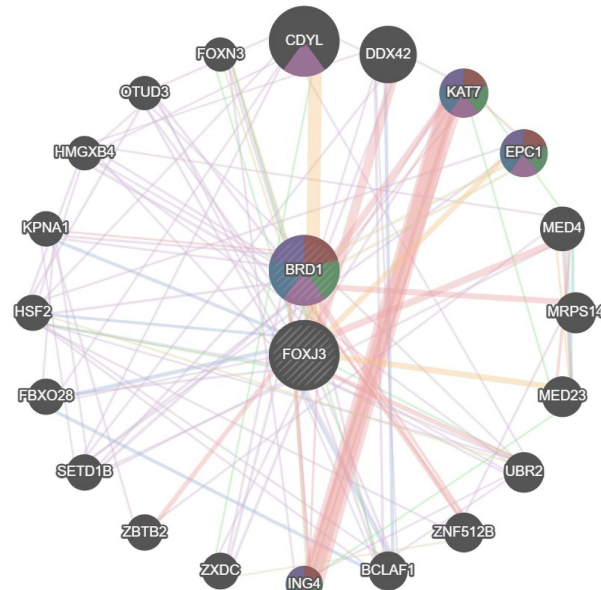 CDYL
FOXN3
DDX42
OTUD3
KAT7
HMGXB4
EPC1
KPNA1
MED4
BRD1
HSF2
MRPS14
FOXJ3
FBXO28
MED23
SETD1B
UBR2
ZBTB2
ZNF512B
ZXDC
ING4
BCLAF1